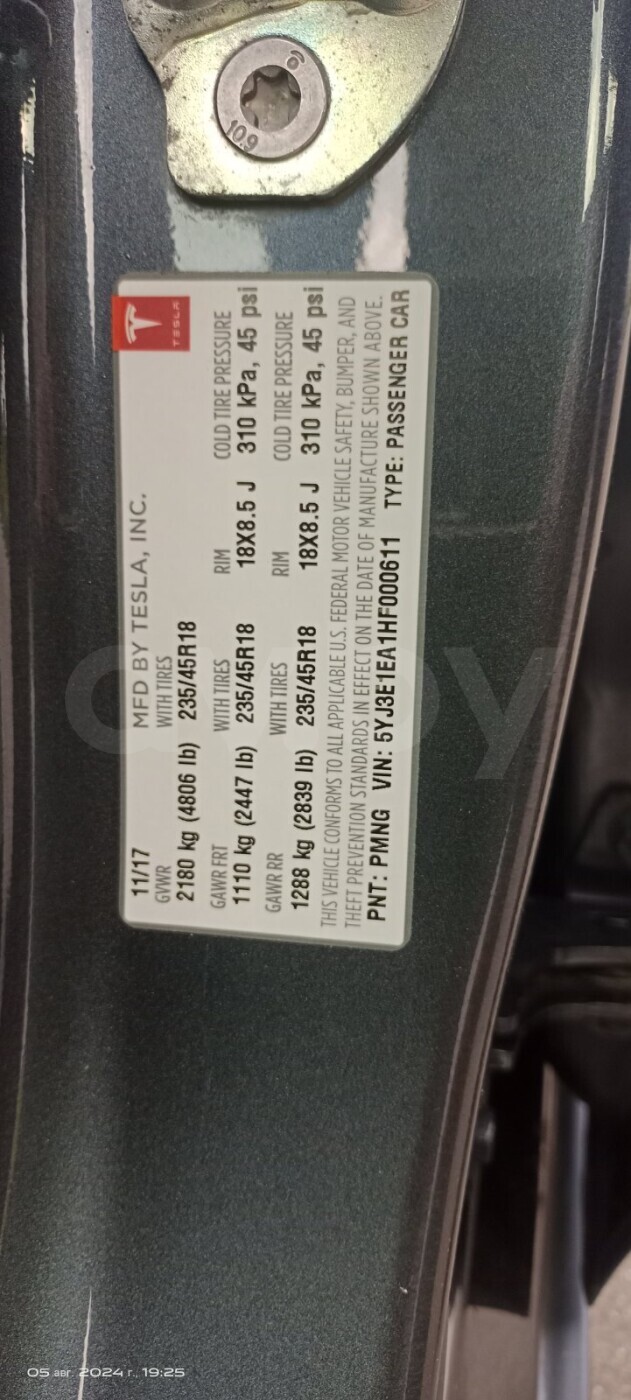 10.9
TESLA
11/17 MFD BY TESLA, INC.
GVWR WITH TIRES
2180 kg (4806 lb) 235/45R18
GAWR FRT WITH TIRES RIM COLD TIRE PRESSURE
1110 kg (2447 lb) 235/45R18 18X8.5 J 310 kPa, 45 psi
GAWR RR WITH TIRES RIM COLD TIRE PRESSURE
1288 kg (2839 lb) 235/45R18 18X8.5 J 310 kPa, 45 psi
THIS VEHICLE CONFORMS TO ALL APPLICABLE U.S. FEDERAL MOTOR VEHICLE SAFETY, BUMPER, AND
THEFT PREVENTION STANDARDS IN EFFECT ON THE DATE OF MANUFACTURE SHOWN ABOVE.
PNT: PMNG VIN: 5YJ3E1EA1HF000611 TYPE: PASSENGER CAR
av.by
05 авг. 2024 г., 19:25